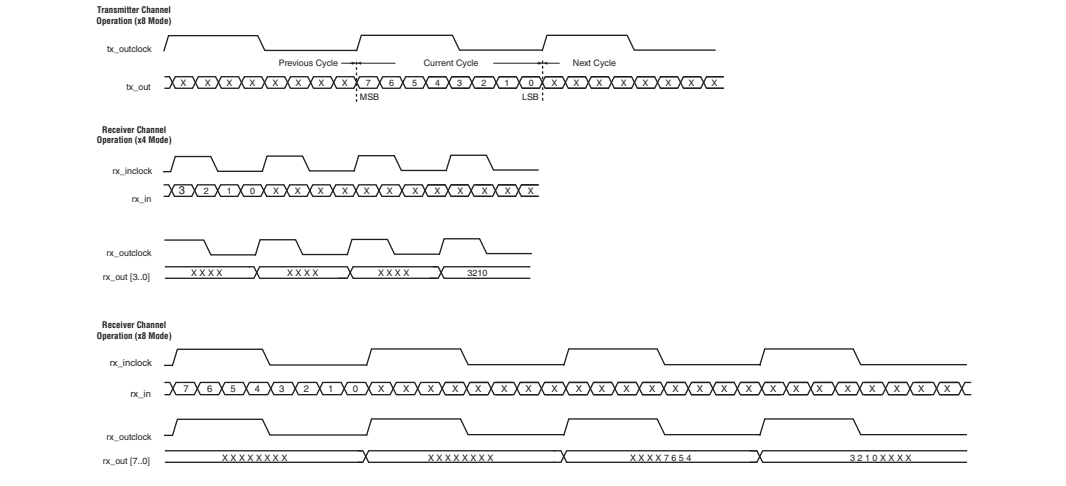 Transmitter Channel
Operation (x8 Mode)
tx_outclock
Previous Cycle Current Cycle Next Cycle
tx_out X X X X X X X X 7 6 5 4 3 2 1 0 X X X X X X X X
MSB LSB
Receiver Channel
Operation (x4 Mode)
rx_inclock
rx_in 3 2 1 0 X X X X X X X X X X X X
rx_outclock
rx_out [3..0] X X X X X X X X X X X X 3210
Receiver Channel
Operation (x8 Mode)
rx_inclock
rx_in 7 6 5 4 3 2 1 0 X X X X X X X X X X X X X X X X X X X X X X X X
rx_outclock
rx_out [7..0] X X X X X X X X X X X X X X X X X X X X 7 6 5 4 3 2 1 0 X X X X